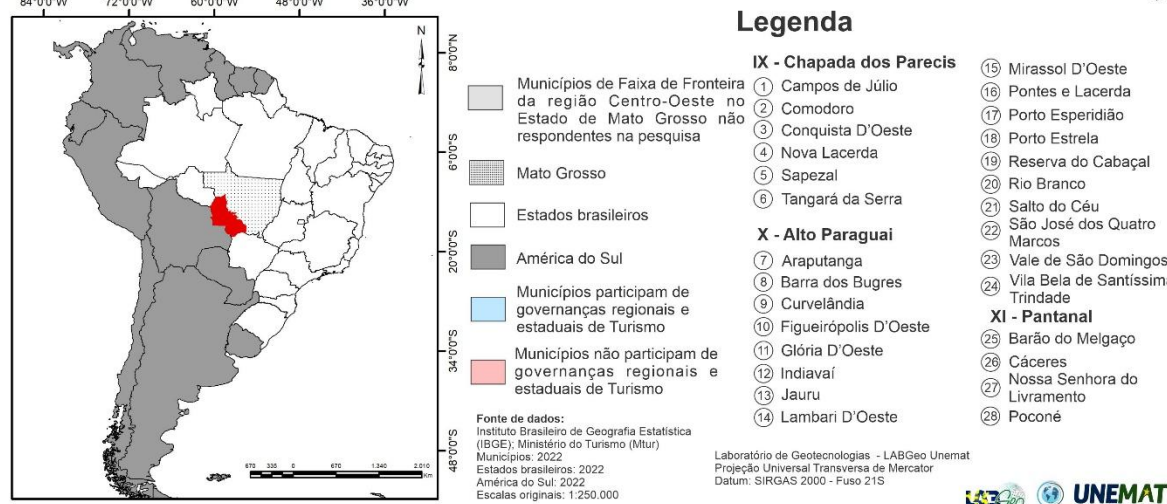 84°0'0"W 72°0'0"W 60°0'0"W 48°0'0"W 36°0'0"W
N
8°0'0"N
6°0'0"S
20°0'0"S
34°0'0"S
48°0'0"S
670 335 0 670 1.340 2.010
Km
Legenda
Municípios de Faixa de Fronteira
da região Centro-Oeste no
Estado de Mato Grosso não
respondentes na pesquisa
Mato Grosso
Estados brasileiros
América do Sul
Municípios participam de
governanças regionais e
estaduais de Turismo
Municípios não participam de
governanças regionais e
estaduais de Turismo
Fonte de dados:
Instituto Brasileiro de Geografia Estatística
(IBGE); Ministério do Turismo (Mtur)
Municípios: 2022
Estados brasileiros: 2022
América do Sul: 2022
Escalas originais: 1:250.000
IX - Chapada dos Parecis
1 Campos de Júlio
2 Comodoro
3 Conquista D'Oeste
4 Nova Lacerda
5 Sapezal
6 Tangará da Serra
X - Alto Paraguai
7 Araputanga
8 Barra dos Bugres
9 Curvelândia
10 Figueirópolis D'Oeste
11 Glória D'Oeste
12 Indiavaí
13 Jauru
14 Lambari D'Oeste
15 Mirassol D'Oeste
16 Pontes e Lacerda
17 Porto Esperidião
18 Porto Estrela
19 Reserva do Cabaçal
20 Rio Branco
21 Salto do Céu
22 São José dos Quatro
Marcos
23 Vale de São Domingos
24 Vila Bela de Santíssima
Trindade
XI - Pantanal
25 Barão do Melgaço
26 Cáceres
27 Nossa Senhora do
Livramento
28 Poconé
Laboratório de Geotecnologias - LABGeo Unemat
Projeção Universal Transversa de Mercator
Datum: SIRGAS 2000 - Fuso 21S
LABGeo
UNEMAT